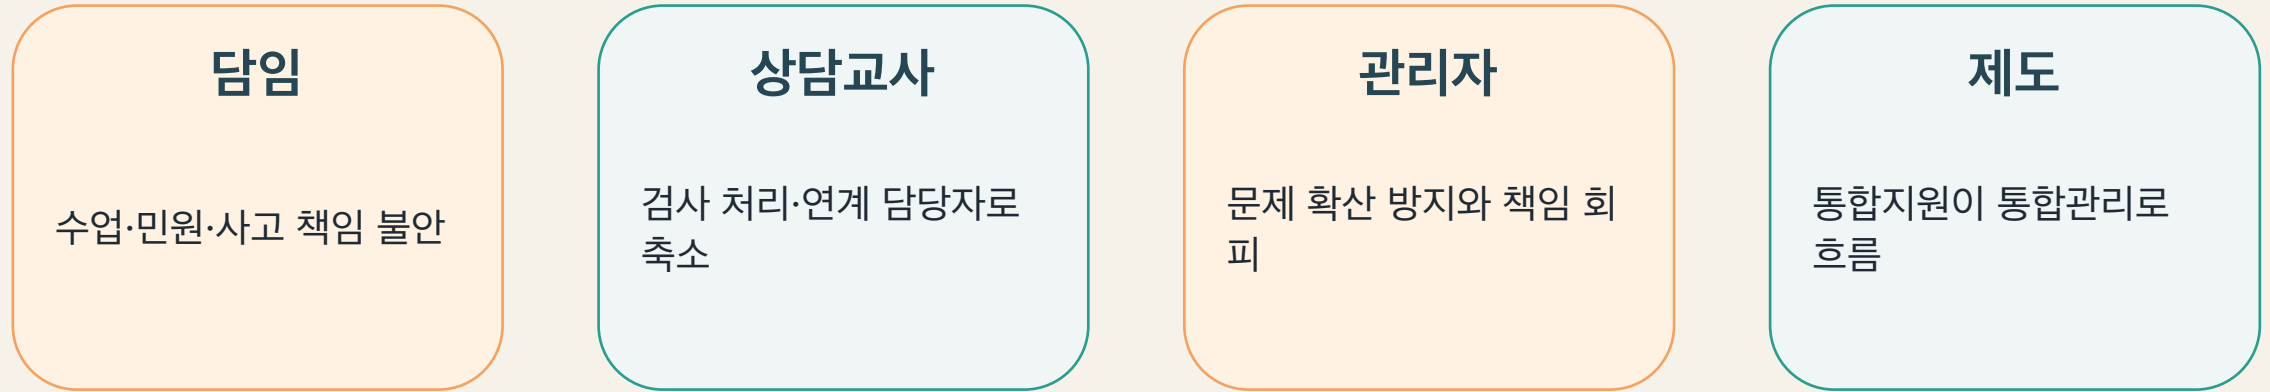 담임
수업·민원·사고 책임 불안
상담교사
검사 처리·연계 담당자로
축소
관리자
문제 확산 방지와 책임 회
피
제도
통합지원이 통합관리로
흐름